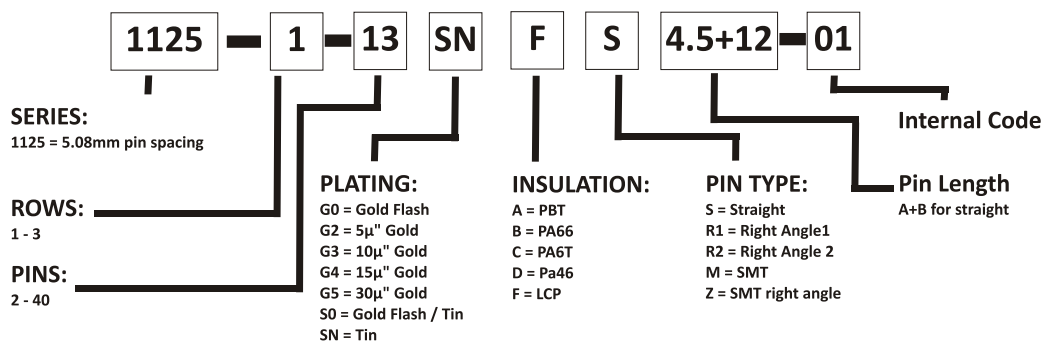 1125 - 1 - 13 SN F S 4.5+12 - 01
SERIES:
1125 = 5.08mm pin spacing
Internal Code
ROWS:
1 - 3
PINS:
2 - 40
PLATING:
G0 = Gold Flash
G2 = 5µ" Gold
G3 = 10µ" Gold
G4 = 15µ" Gold
G5 = 30µ" Gold
S0 = Gold Flash / Tin
SN = Tin
INSULATION:
A = PBT
B = PA66
C = PA6T
D = Pa46
F = LCP
PIN TYPE:
S = Straight
R1 = Right Angle1
R2 = Right Angle 2
M = SMT
Z = SMT right angle
Pin Length
A+B for straight